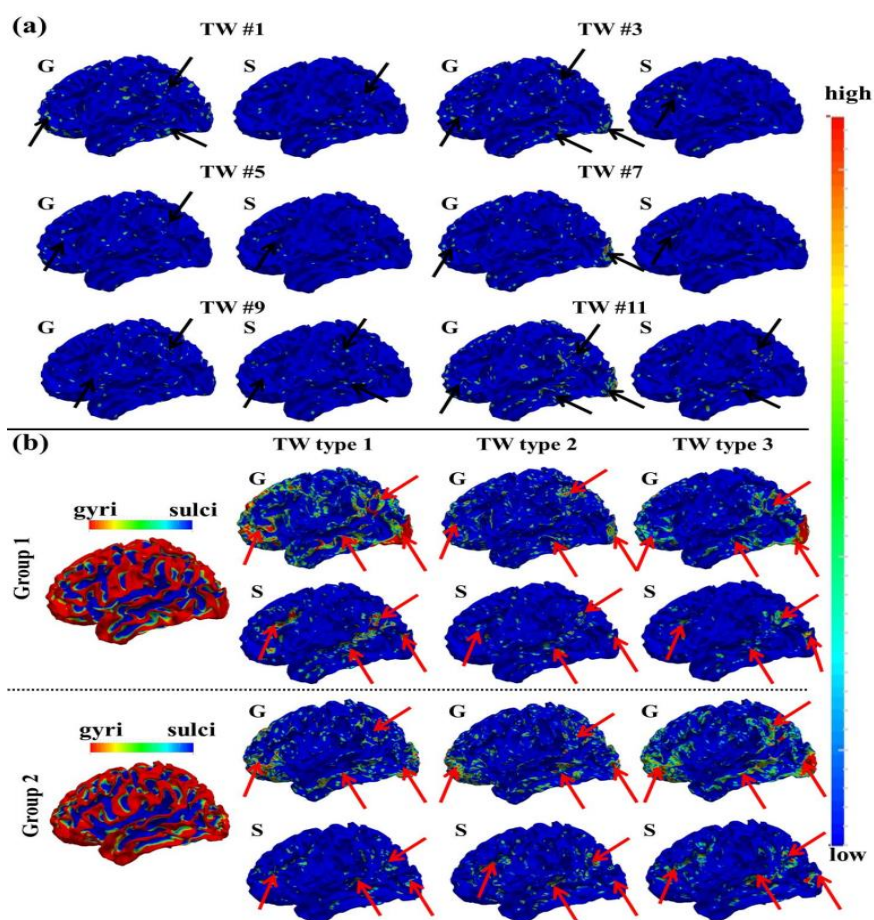 (a)
TW #1
TW #3
G
S
G
S
high
TW #5
TW #7
G
S
G
S
TW #9
TW #11
G
S
G
S
(b)
TW type 1
TW type 2
TW type 3
Group 1
gyri
sulci
G
G
G
S
S
S
low
Group 2
gyri
sulci
G
G
G
S
S
S